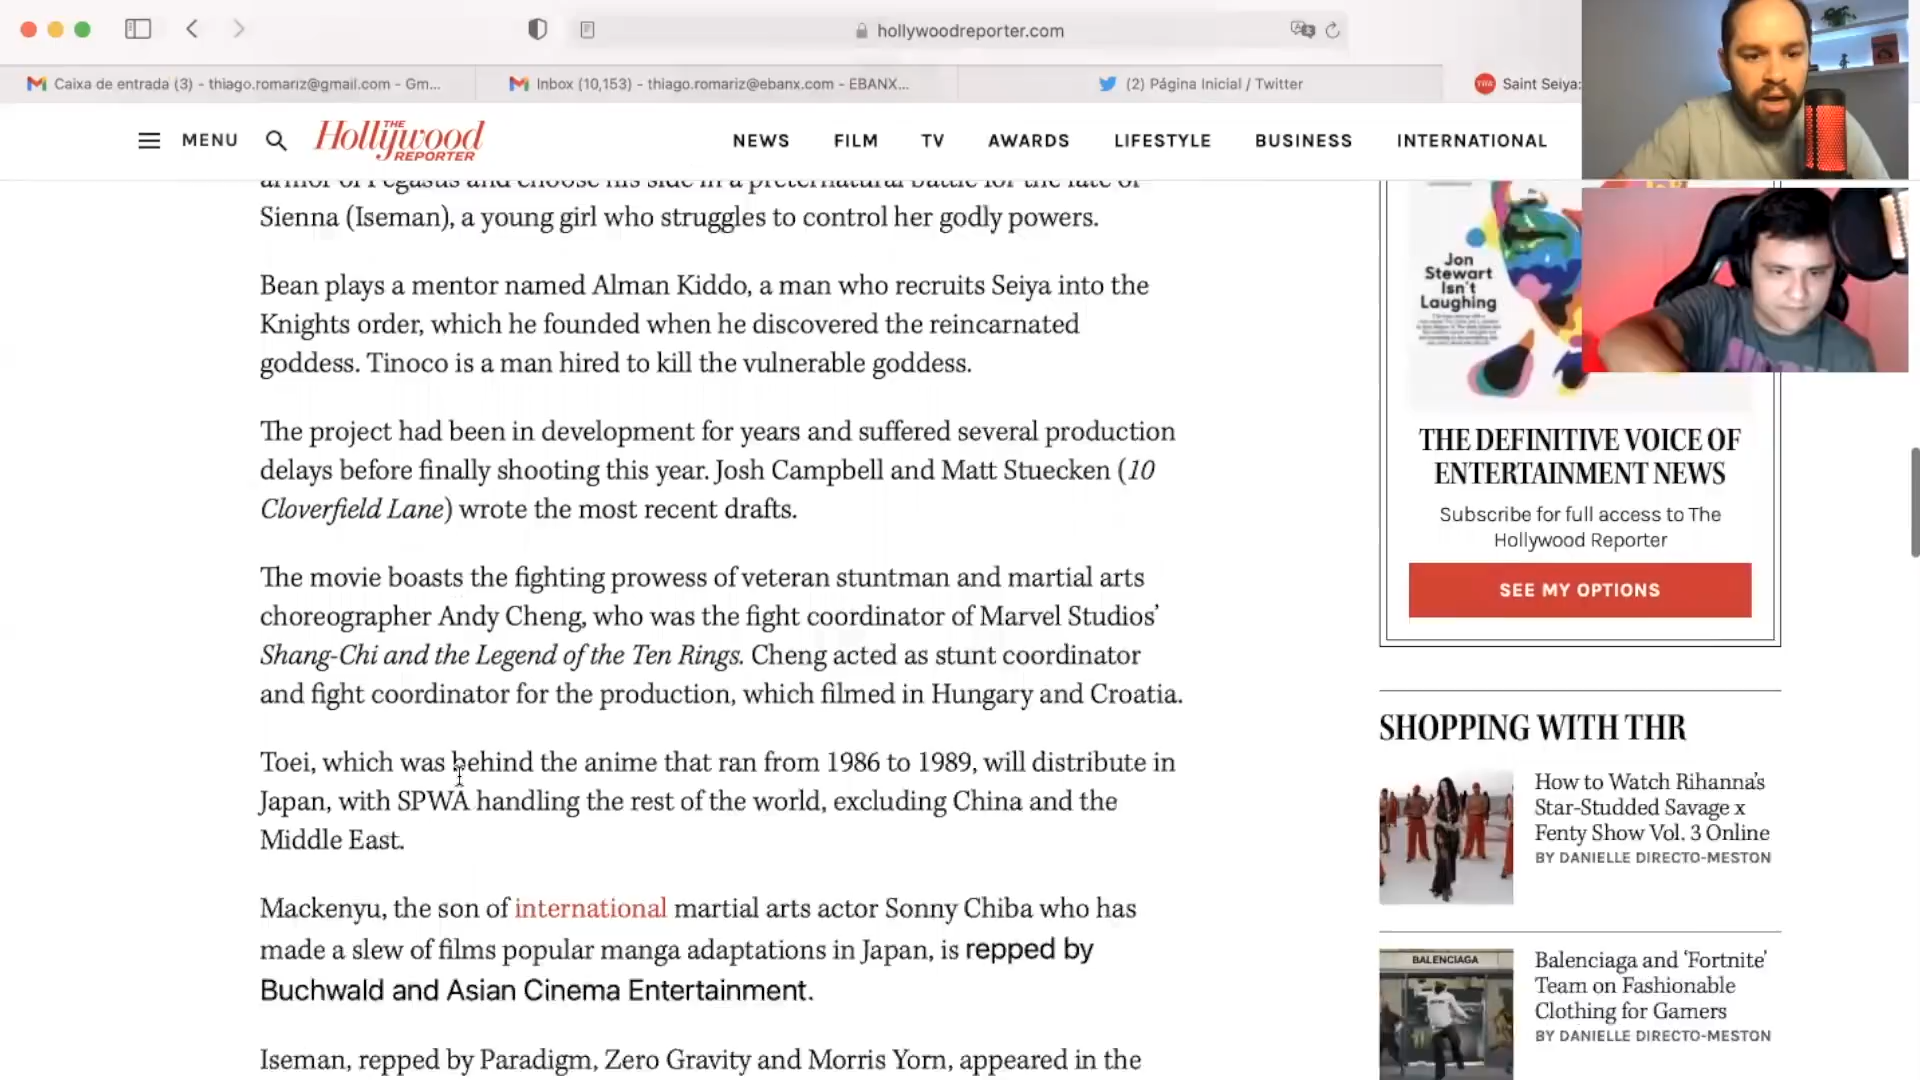 hollywoodreporter.com
Caixa de entrada (3) - thiago.romariz@gmail.com - Gm...
Inbox (10,153) - thiago.romariz@ebanx.com - EBANX...
(2) Página Inicial / Twitter
Saint Seiya:
MENU
THE Hollywood REPORTER
NEWS
FILM
TV
AWARDS
LIFESTYLE
BUSINESS
INTERNATIONAL
armor of Pegasus and choose his side in a preternatural battle for the fate of
Sienna (Iseman), a young girl who struggles to control her godly powers.
Bean plays a mentor named Alman Kiddo, a man who recruits Seiya into the
Knights order, which he founded when he discovered the reincarnated
goddess. Tinoco is a man hired to kill the vulnerable goddess.
The project had been in development for years and suffered several production
delays before finally shooting this year. Josh Campbell and Matt Stuecken (10
Cloverfield Lane) wrote the most recent drafts.
The movie boasts the fighting prowess of veteran stuntman and martial arts
choreographer Andy Cheng, who was the fight coordinator of Marvel Studios’
Shang-Chi and the Legend of the Ten Rings. Cheng acted as stunt coordinator
and fight coordinator for the production, which filmed in Hungary and Croatia.
Toei, which was behind the anime that ran from 1986 to 1989, will distribute in
Japan, with SPWA handling the rest of the world, excluding China and the
Middle East.
Mackenyu, the son of international martial arts actor Sonny Chiba who has
made a slew of films popular manga adaptations in Japan, is repped by
Buchwald and Asian Cinema Entertainment.
Iseman, repped by Paradigm, Zero Gravity and Morris Yorn, appeared in the
Jon
Stewart
Isn't
Laughing
THE DEFINITIVE VOICE OF
ENTERTAINMENT NEWS
Subscribe for full access to The
Hollywood Reporter
SEE MY OPTIONS
SHOPPING WITH THR
How to Watch Rihanna’s
Star-Studded Savage x
Fenty Show Vol. 3 Online
BY DANIELLE DIRECTO-MESTON
BALENCIAGA
Balenciaga and ‘Fortnite’
Team on Fashionable
Clothing for Gamers
BY DANIELLE DIRECTO-MESTON